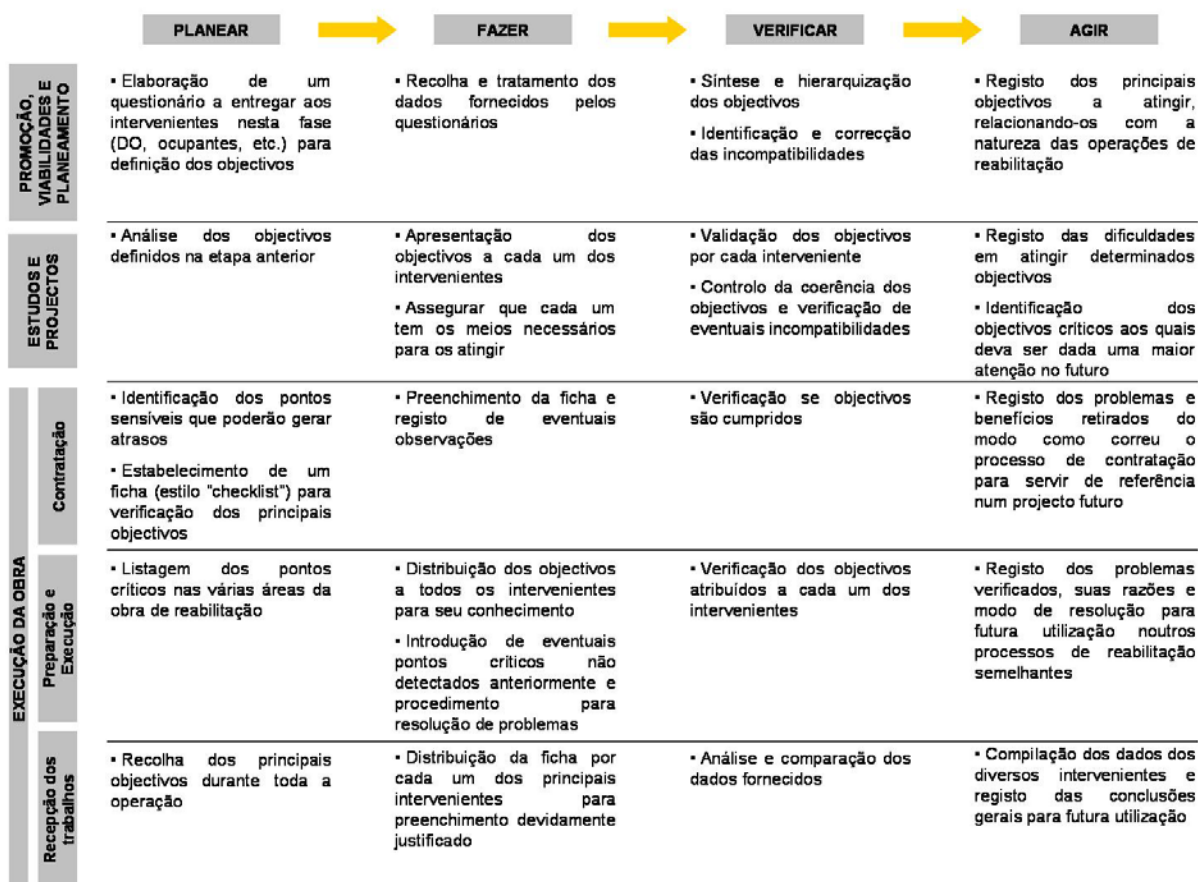 PLANEAR
FAZER
VERIFICAR
AGIR
PROMOÇÃO,
VIABILIDADES E
PLANEAMENTO
▪ Elaboração de um
questionário a entregar aos
intervenientes nesta fase
(DO, ocupantes, etc.) para
definição dos objectivos
▪ Recolha e tratamento dos
dados fornecidos pelos
questionários
▪ Síntese e hierarquização
dos objectivos
▪ Identificação e correcção
das incompatibilidades
▪ Registo dos principais
objectivos a atingir,
relacionando-os com a
natureza das operações de
reabilitação
ESTUDOS E
PROJECTOS
▪ Análise dos objectivos
definidos na etapa anterior
▪ Apresentação dos
objectivos a cada um dos
intervenientes
▪ Assegurar que cada um
tem os meios necessários
para os atingir
▪ Validação dos objectivos
por cada interveniente
▪ Controlo da coerência dos
objectivos e verificação de
eventuais incompatibilidades
▪ Registo das dificuldades
em atingir determinados
objectivos
▪ Identificação dos
objectivos críticos aos quais
deva ser dada uma maior
atenção no futuro
EXECUÇÃO DA OBRA
Contratação
▪ Identificação dos pontos
sensíveis que poderão gerar
atrasos
▪ Estabelecimento de um
ficha (estilo "checklist") para
verificação dos principais
objectivos
▪ Preenchimento da ficha e
registo de eventuais
observações
▪ Verificação se objectivos
são cumpridos
▪ Registo dos problemas e
benefícios retirados do
modo como correu o
processo de contratação
para servir de referência
num projecto futuro
Preparação e
Execução
▪ Listagem dos pontos
críticos nas várias áreas da
obra de reabilitação
▪ Distribuição dos objectivos
a todos os intervenientes
para seu conhecimento
▪ Introdução de eventuais
pontos críticos não
detectados anteriormente e
procedimento para
resolução de problemas
▪ Verificação dos objectivos
atribuídos a cada um dos
intervenientes
▪ Registo dos problemas
verificados, suas razões e
modo de resolução para
futura utilização noutros
processos de reabilitação
semelhantes
Recepção dos
trabalhos
▪ Recolha dos principais
objectivos durante toda a
operação
▪ Distribuição da ficha por
cada um dos principais
intervenientes para
preenchimento devidamente
justificado
▪ Análise e comparação dos
dados fornecidos
▪ Compilação dos dados dos
diversos intervenientes e
registo das conclusões
gerais para futura utilização